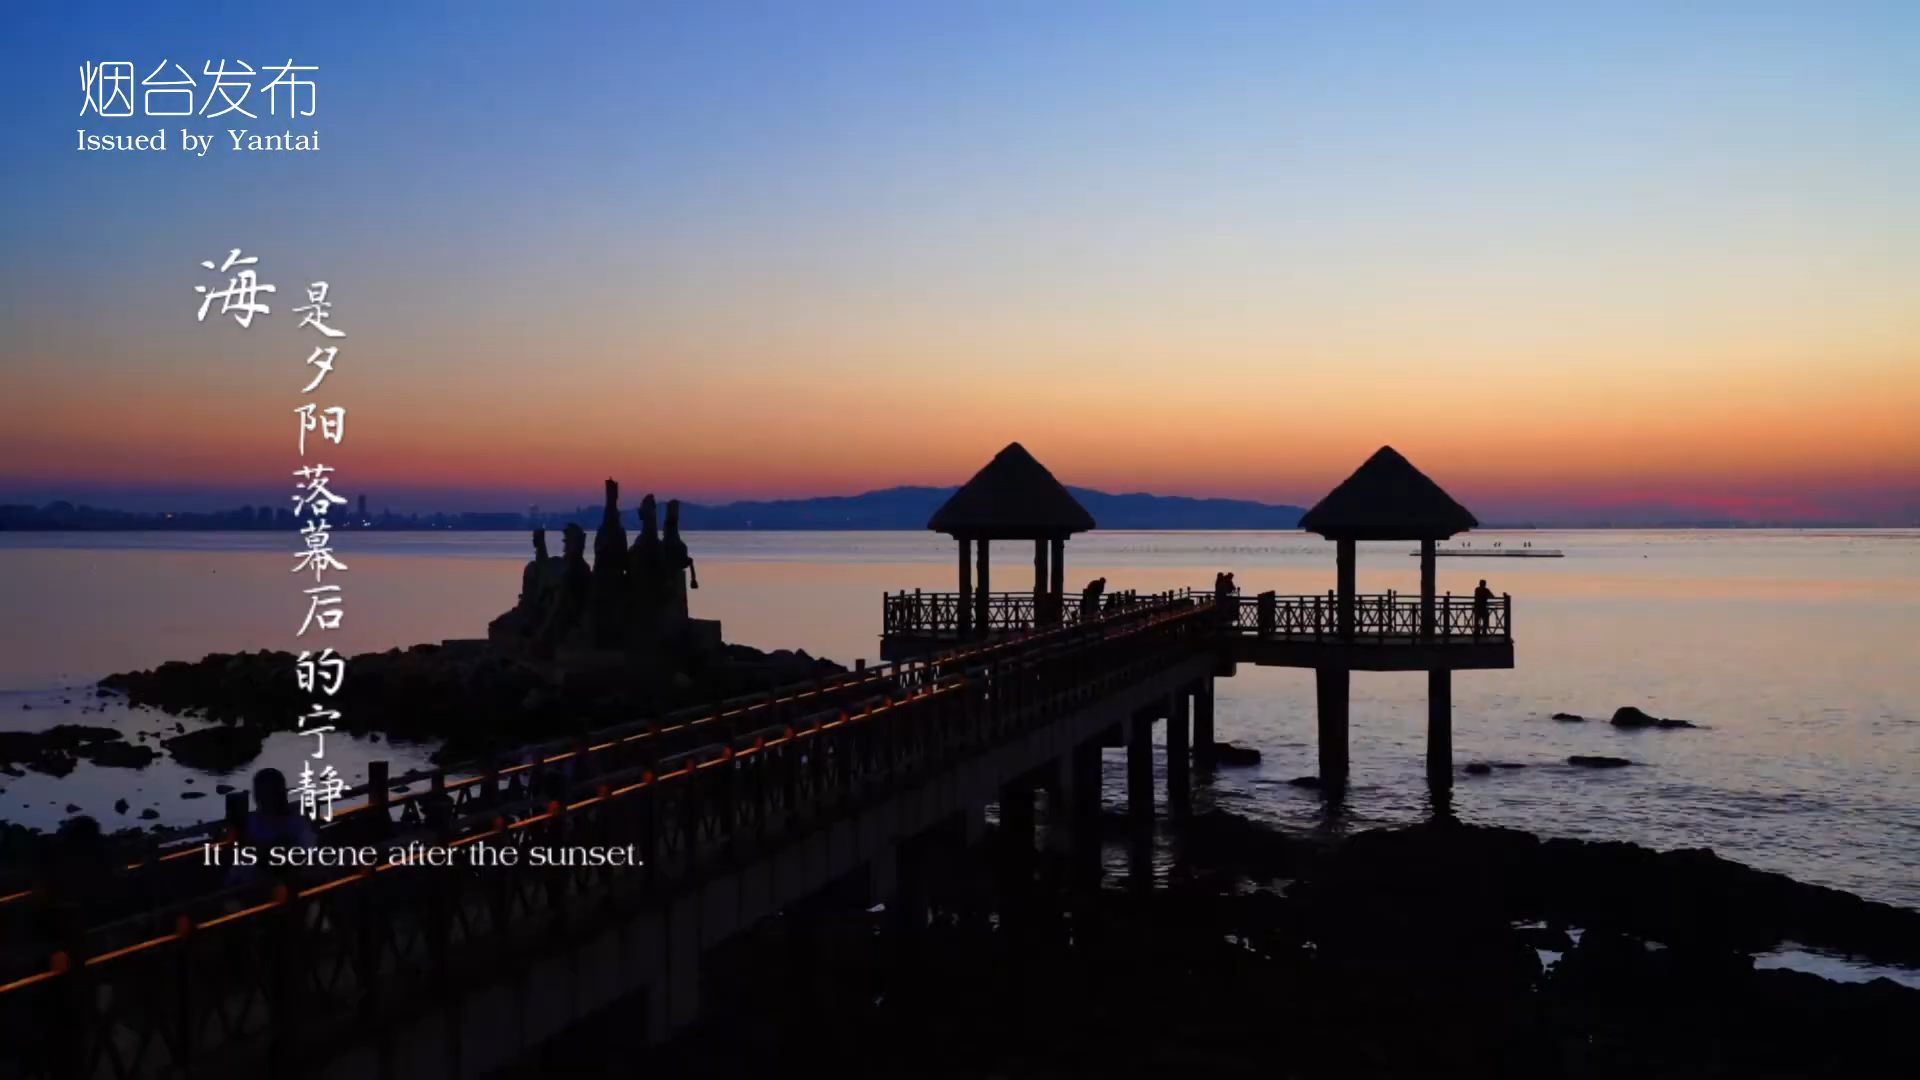 烟台发布
Issued by Yantai
海
是夕阳落幕后的宁静
It is serene after the sunset.